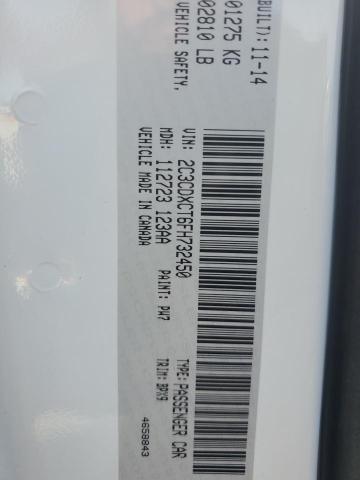 (BUILT): 11-14
01275 KG
02810 LB
VEHICLE SAFETY,
VIN: 2C3CDXCT6FH732450
TYPE: PASSENGER CAR
MDH: 112723 123AA
PAINT: PW7
TRIM: BPX9
VEHICLE MADE IN CANADA
4658843